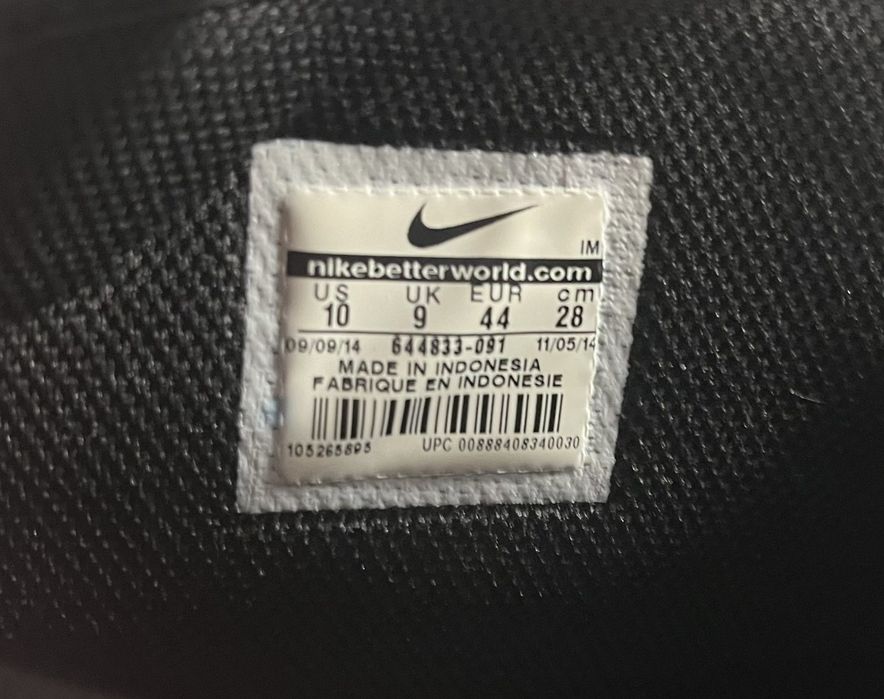 IM
nikebetterworld.com
US UK EUR cm
10 9 44 28
09/09/14 644833-091 11/05/14
MADE IN INDONESIA
FABRIQUE EN INDONESIE
105265895 UPC 00888408340030